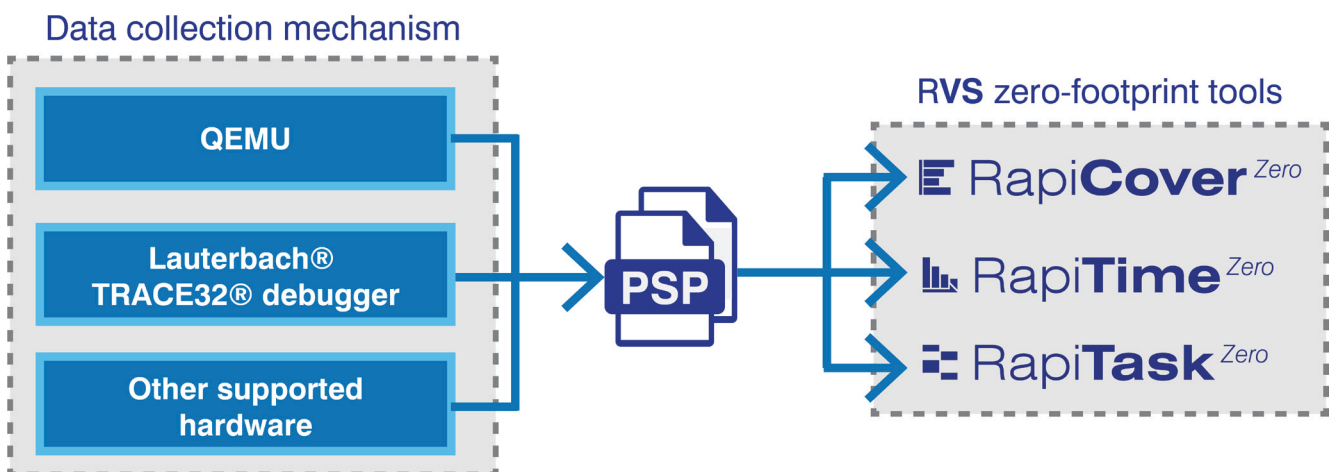 Data collection mechanism
QEMU
Lauterbach®
TRACE32® debugger
Other supported
hardware
PSP
RVS zero-footprint tools
RapiCover Zero
RapiTime Zero
RapiTask Zero